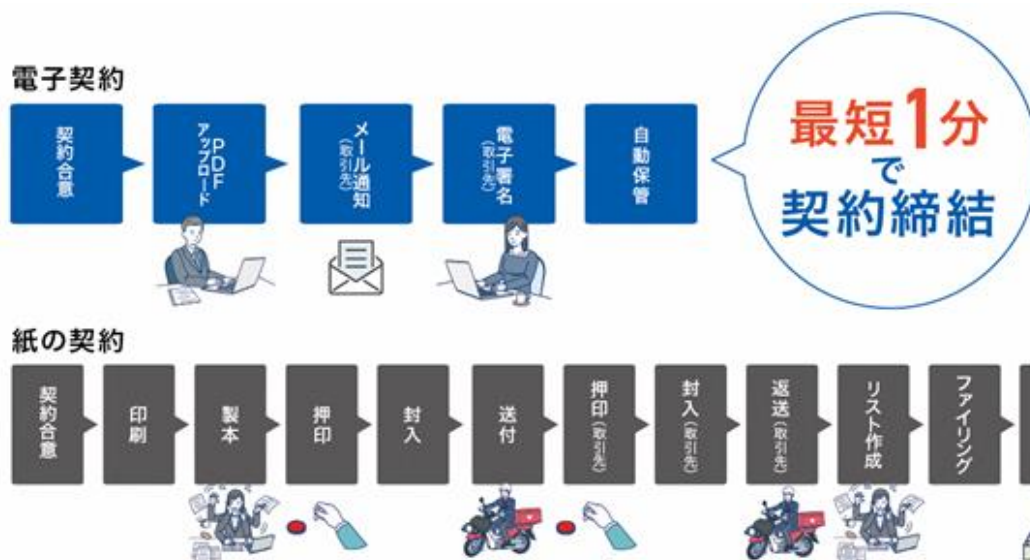 電子契約
契約合意
PDF
アップロード
メール通知
(取引先)
電子署名
(取引先)
自動保管
最短1分
で
契約締結
紙の契約
契約合意
印刷
製本
押印
封入
送付
押印(取引先)
封入(取引先)
返送(取引先)
リスト作成
ファイリング